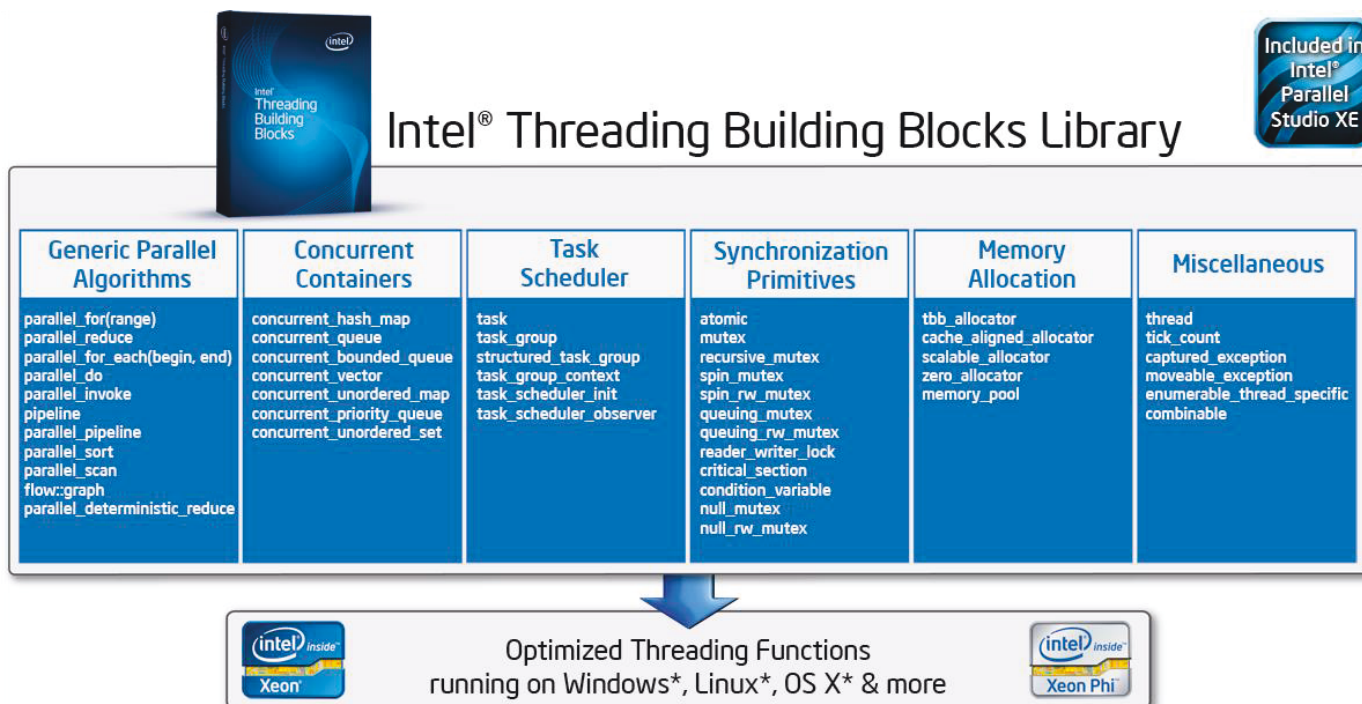 intel
Intel
Threading
Building
Blocks
Included in
Intel®
Parallel
Studio XE
Intel® Threading Building Blocks Library
Generic Parallel
Algorithms
parallel_for(range)
parallel_reduce
parallel_for_each(begin, end)
parallel_do
parallel_invoke
pipeline
parallel_pipeline
parallel_sort
parallel_scan
flow::graph
parallel_deterministic_reduce
Concurrent
Containers
concurrent_hash_map
concurrent_queue
concurrent_bounded_queue
concurrent_vector
concurrent_unordered_map
concurrent_priority_queue
concurrent_unordered_set
Task
Scheduler
task
task_group
structured_task_group
task_group_context
task_scheduler_init
task_scheduler_observer
Synchronization
Primitives
atomic
mutex
recursive_mutex
spin_mutex
spin_rw_mutex
queuing_mutex
queuing_rw_mutex
reader_writer_lock
critical_section
condition_variable
null_mutex
null_rw_mutex
Memory
Allocation
tbb_allocator
cache_aligned_allocator
scalable_allocator
zero_allocator
memory_pool
Miscellaneous
thread
tick_count
captured_exception
moveable_exception
enumerable_thread_specific
combinable
intel inside™
Xeon®
Optimized Threading Functions
running on Windows*, Linux*, OS X* & more
intel inside™
Xeon Phi™